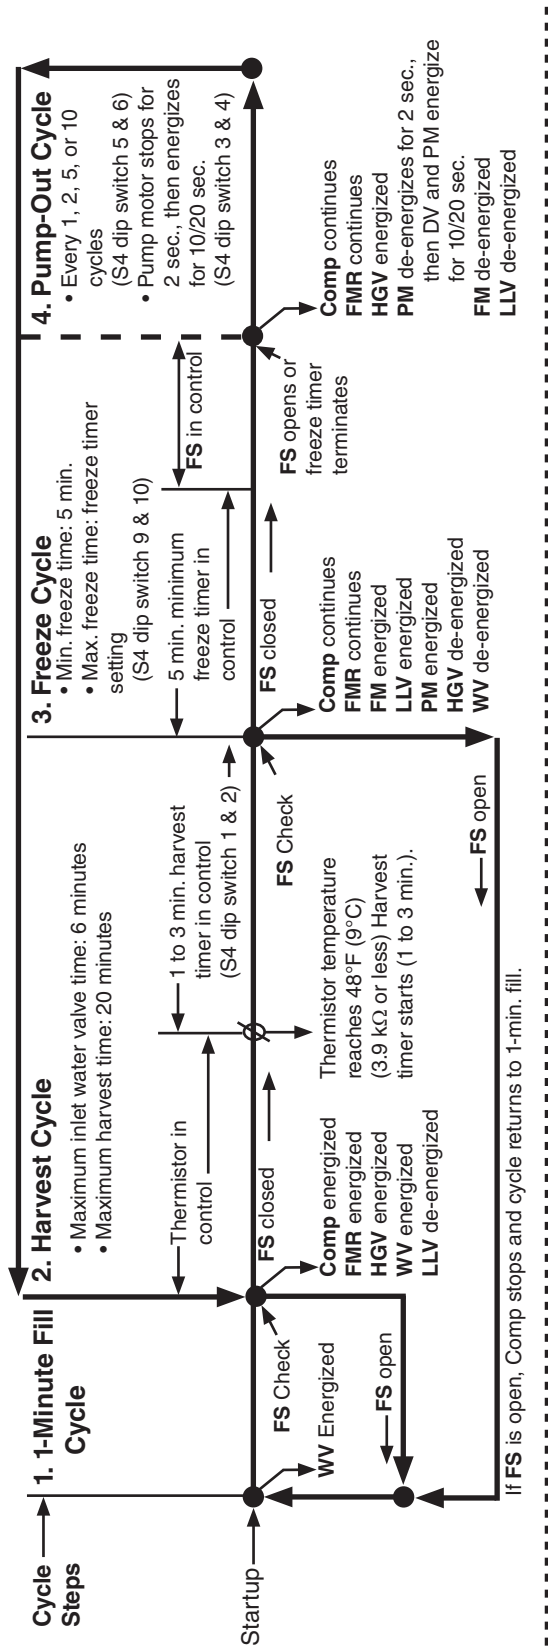 Cycle
Steps
Startup
1. 1-Minute Fill
Cycle
WV Energized
FS Check
FS open
2. Harvest Cycle
• Maximum inlet water valve time: 6 minutes
• Maximum harvest time: 20 minutes
Thermistor in
control
1 to 3 min. harvest
timer in control
(S4 dip switch 1 & 2)
FS closed
Comp energized
FMR energized
HGV energized
WV energized
LLV de-energized
Thermistor temperature
reaches 48°F (9°C)
(3.9 kΩ or less) Harvest
timer starts (1 to 3 min.).
FS Check
FS open
If FS is open, Comp stops and cycle returns to 1-min. fill.
3. Freeze Cycle
• Min. freeze time: 5 min.
• Max. freeze time: freeze timer
setting
(S4 dip switch 9 & 10)
5 min. minimum
freeze timer in
control
FS in control
FS closed
Comp continues
FMR continues
FM energized
LLV energized
PM energized
HGV de-energized
WV de-energized
FS opens or
freeze timer
terminates
4. Pump-Out Cycle
• Every 1, 2, 5, or 10
cycles
(S4 dip switch 5 & 6)
• Pump motor stops for
2 sec., then energizes
for 10/20 sec.
(S4 dip switch 3 & 4)
Comp continues
FMR continues
HGV energized
PM de-energizes for 2 sec.,
then DV and PM energize
for 10/20 sec.
FM de-energized
LLV de-energized